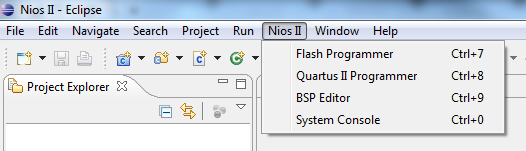 Nios II - Eclipse
File Edit Navigate Search Project Run Nios II Window Help
Flash Programmer Ctrl+7
Quartus II Programmer Ctrl+8
BSP Editor Ctrl+9
System Console Ctrl+0
Project Explorer